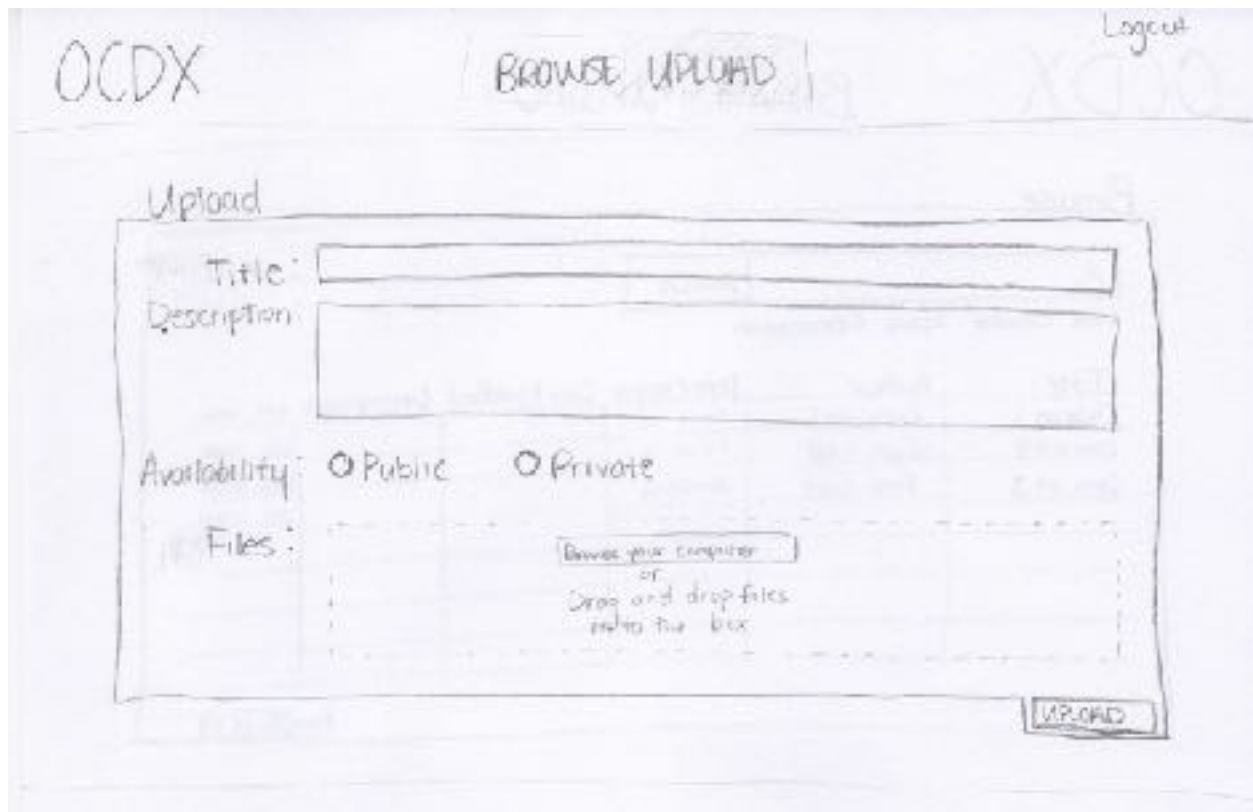 Logout
OCDX BROWSE UPLOAD
Upload
Title:
Description
Availability: Public Private
Files:
Browse your computer
or
Drag and drop files
into the box
UPLOAD